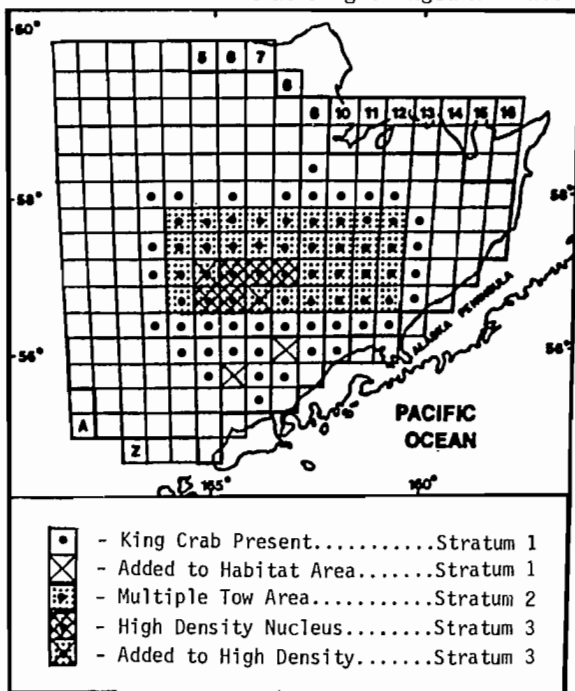 60°
5 6 7
8
9 10 11 12 13 14 15 16
58° 58°
ALASKA PENINSULA
56° 56°
A
PACIFIC
OCEAN
Z
165° 160°
- King Crab Present...........Stratum 1
- Added to Habitat Area.......Stratum 1
- Multiple Tow Area...........Stratum 2
- High Density Nucleus........Stratum 3
- Added to High Density.......Stratum 3